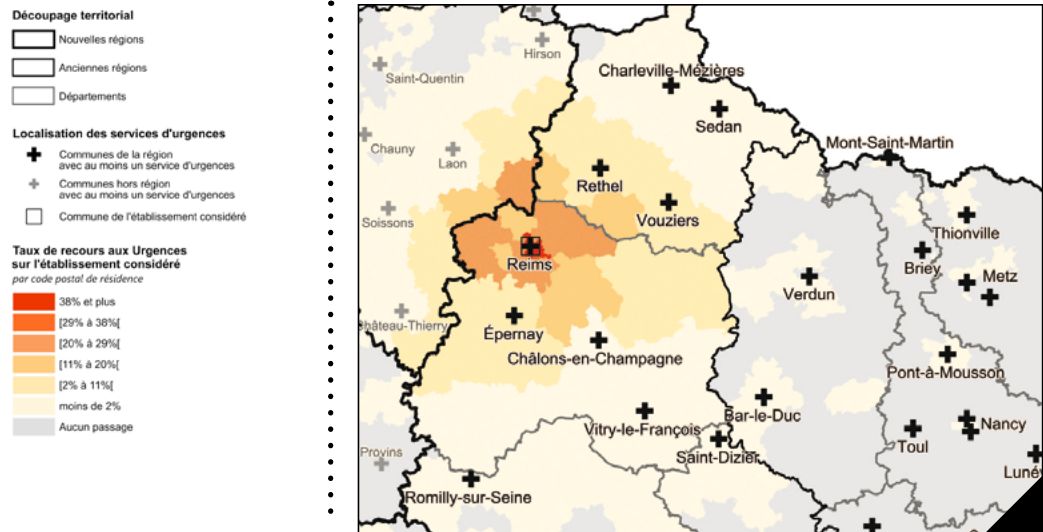 Découpage territorial
Nouvelles régions
Anciennes régions
Départements
Localisation des services d'urgences
Communes de la région
avec au moins un service d'urgences
Communes hors région
avec au moins un service d'urgences
Commune de l'établissement considéré
Taux de recours aux Urgences
sur l'établissement considéré
par code postal de résidence
38% et plus
[29% à 38%[
[20% à 29%[
[11% à 20%[
[2% à 11%[
moins de 2%
Aucun passage
Hirson
Saint-Quentin
Charleville-Mézières
Sedan
Mont-Saint-Martin
Chauny
Laon
Rethel
Vouziers
Soissons
Thionville
Reims
Briey
Metz
Verdun
Château-Thierry
Épernay
Châlons-en-Champagne
Pont-à-Mousson
Bar-le-Duc
Vitry-le-François
Nancy
Toul
Saint-Dizier
Provins
Luné
Romilly-sur-Seine